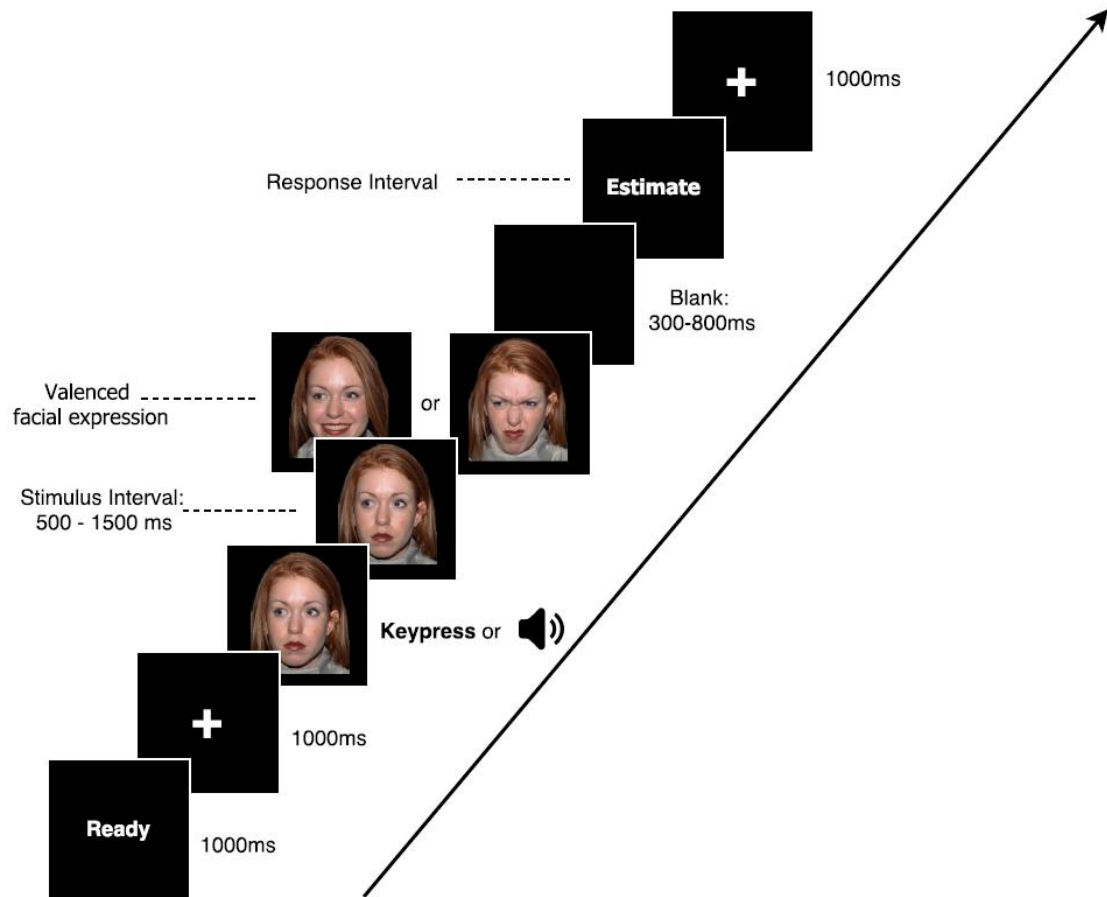 1000ms
Response Interval
Estimate
Blank:
300-800ms
Valenced
facial expression
or
Stimulus Interval:
500 - 1500 ms
Keypress or
1000ms
Ready
1000ms